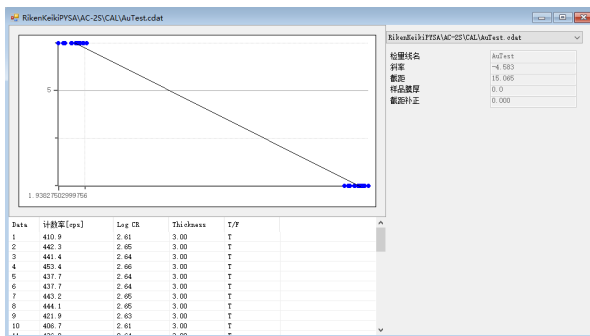 RikenKeikiPYSA\AC-2S\CAL\AuTest.cdat
5
1.93827502999756
RikenKeikiPYSA\AC-2S\CAL\AuTest.cdat
检量线名 AuTest
斜率 -4.583
截距 15.065
样品膜厚 0.0
截距补正 0.000
Data 计数率[cps] Log CR Thickness T/F
1 410.9 2.61 3.00 T
2 442.3 2.65 3.00 T
3 441.4 2.64 3.00 T
4 453.4 2.66 3.00 T
5 437.7 2.64 3.00 T
6 437.7 2.64 3.00 T
7 443.2 2.65 3.00 T
8 444.1 2.65 3.00 T
9 421.9 2.63 3.00 T
10 406.7 2.61 3.00 T